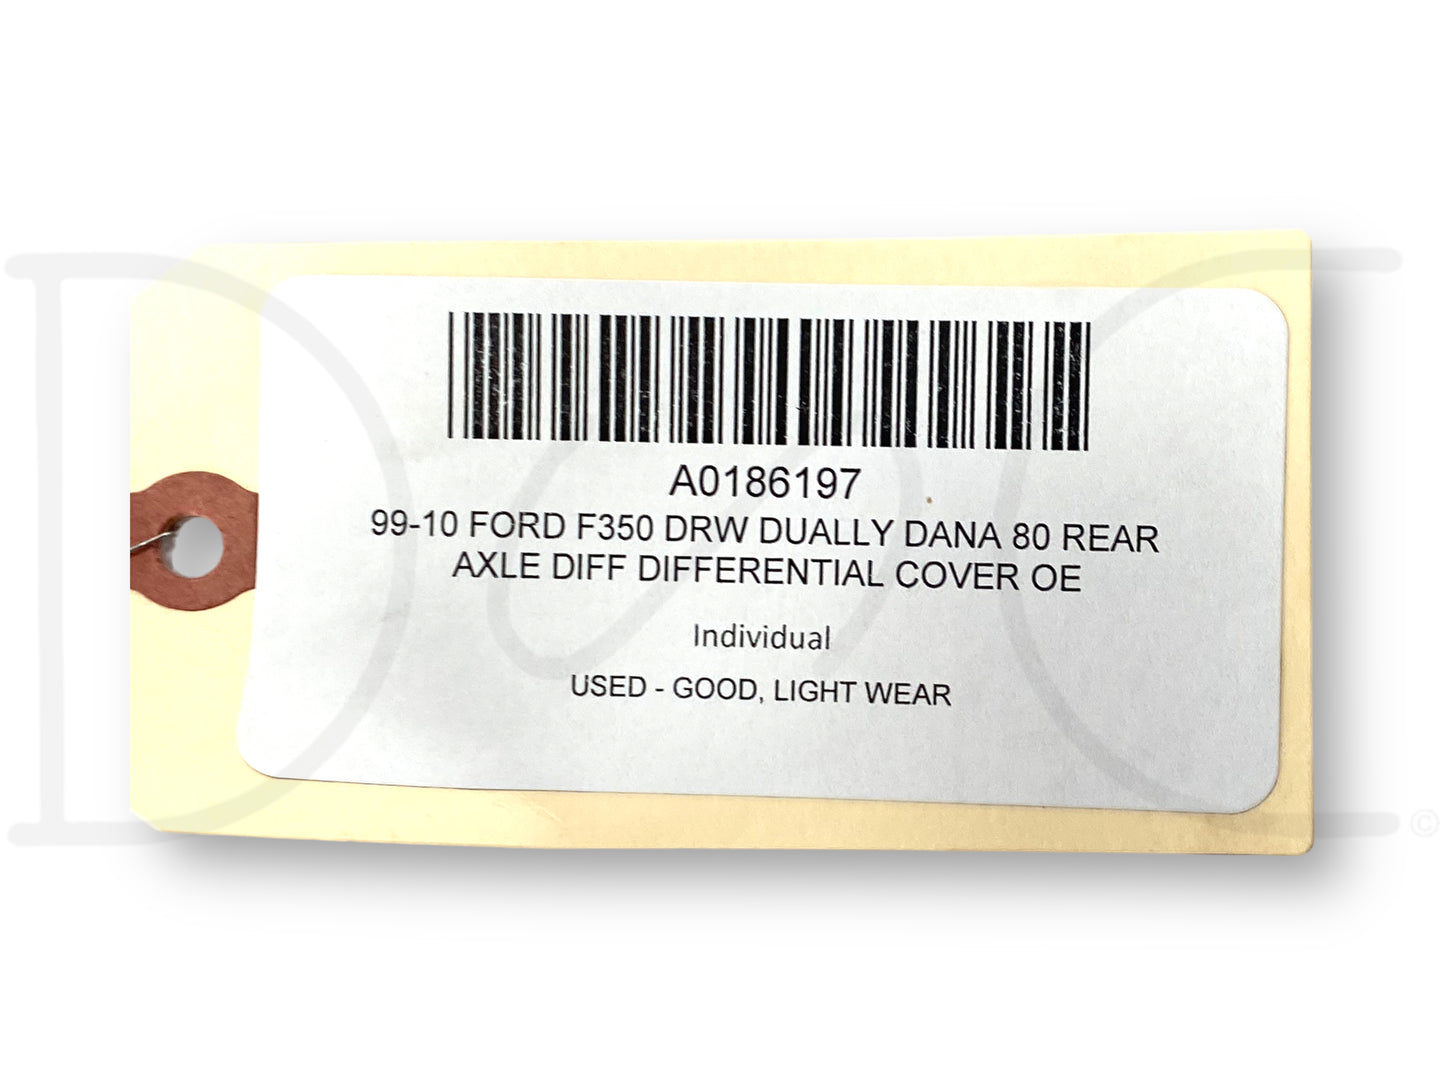 A0186197
99-10 FORD F350 DRW DUALLY DANA 80 REAR
AXLE DIFF DIFFERENTIAL COVER OE
Individual
USED - GOOD, LIGHT WEAR
©